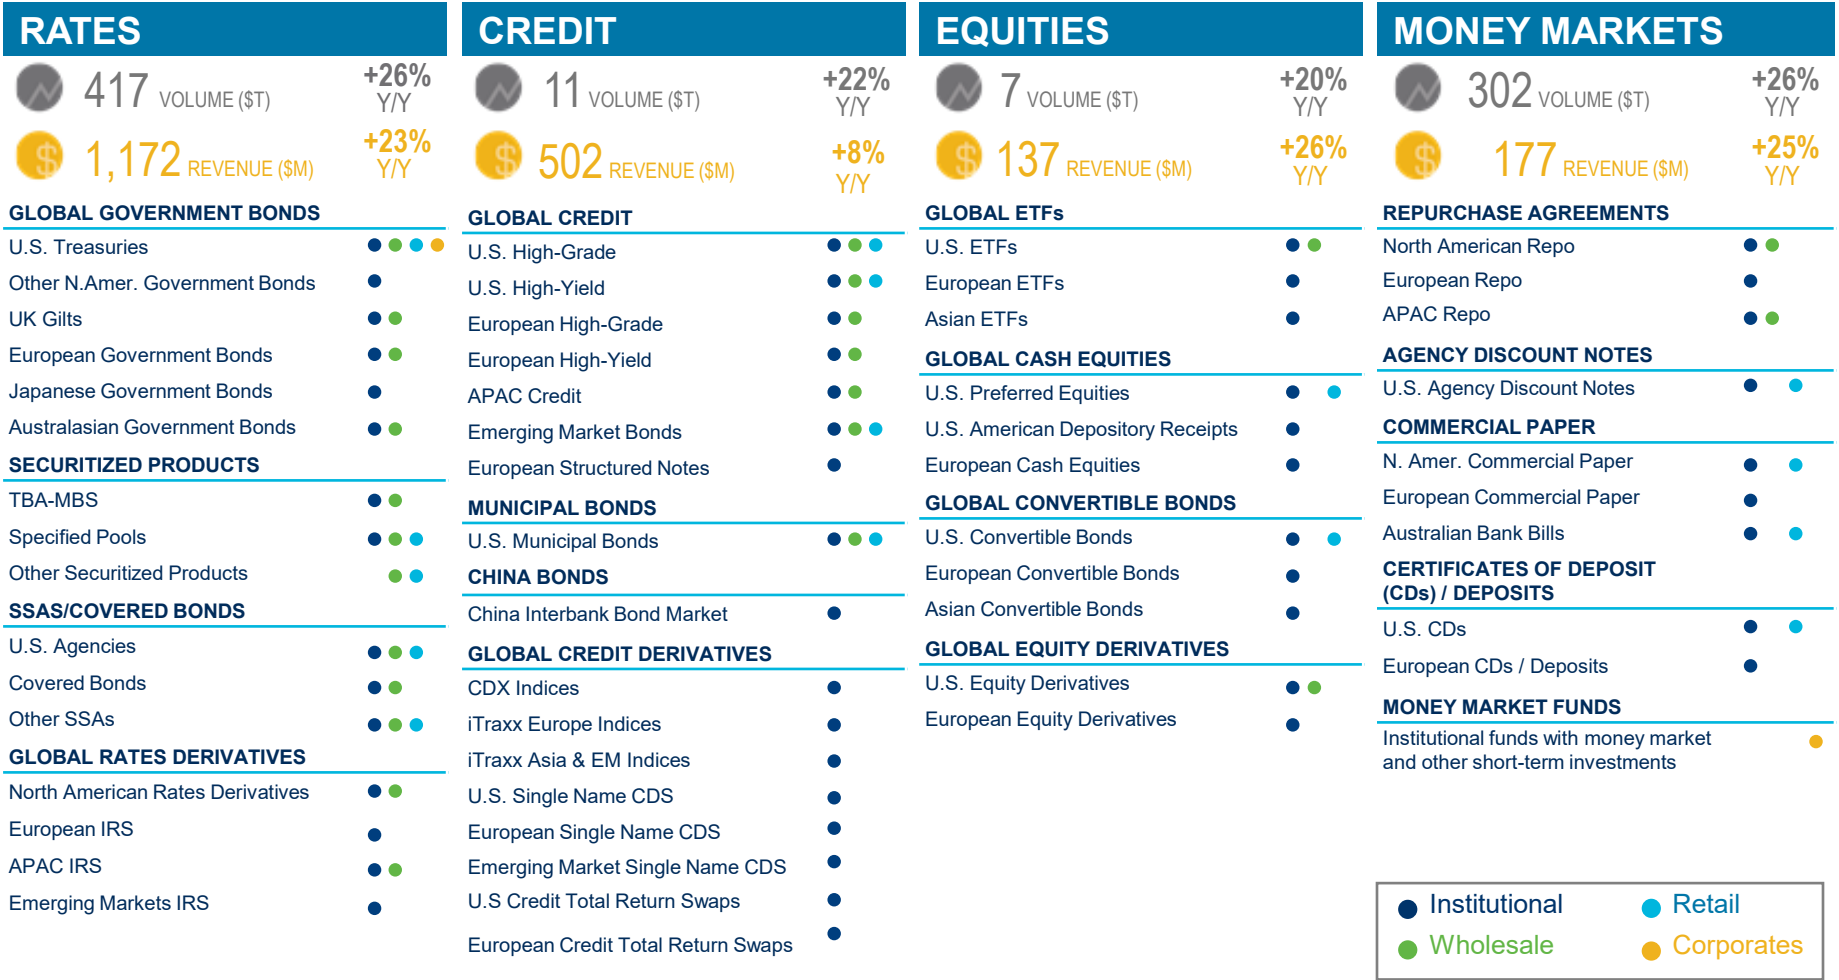 RATES
417 VOLUME ($T)
+26%
Y/Y
1,172 REVENUE ($M)
+23%
Y/Y
GLOBAL GOVERNMENT BONDS
U.S. Treasuries
Other N.Amer. Government Bonds
UK Gilts
European Government Bonds
Japanese Government Bonds
Australasian Government Bonds
SECURITIZED PRODUCTS
TBA-MBS
Specified Pools
Other Securitized Products
SSAS/COVERED BONDS
U.S. Agencies
Covered Bonds
Other SSAs
GLOBAL RATES DERIVATIVES
North American Rates Derivatives
European IRS
APAC IRS
Emerging Markets IRS
CREDIT
11 VOLUME ($T)
+22%
Y/Y
502 REVENUE ($M)
+8%
Y/Y
GLOBAL CREDIT
U.S. High-Grade
U.S. High-Yield
European High-Grade
European High-Yield
APAC Credit
Emerging Market Bonds
European Structured Notes
MUNICIPAL BONDS
U.S. Municipal Bonds
CHINA BONDS
China Interbank Bond Market
GLOBAL CREDIT DERIVATIVES
CDX Indices
iTraxx Europe Indices
iTraxx Asia & EM Indices
U.S. Single Name CDS
European Single Name CDS
Emerging Market Single Name CDS
U.S Credit Total Return Swaps
European Credit Total Return Swaps
EQUITIES
7 VOLUME ($T)
+20%
Y/Y
137 REVENUE ($M)
+26%
Y/Y
GLOBAL ETFs
U.S. ETFs
European ETFs
Asian ETFs
GLOBAL CASH EQUITIES
U.S. Preferred Equities
U.S. American Depository Receipts
European Cash Equities
GLOBAL CONVERTIBLE BONDS
U.S. Convertible Bonds
European Convertible Bonds
Asian Convertible Bonds
GLOBAL EQUITY DERIVATIVES
U.S. Equity Derivatives
European Equity Derivatives
MONEY MARKETS
302 VOLUME ($T)
+26%
Y/Y
177 REVENUE ($M)
+25%
Y/Y
REPURCHASE AGREEMENTS
North American Repo
European Repo
APAC Repo
AGENCY DISCOUNT NOTES
U.S. Agency Discount Notes
COMMERCIAL PAPER
N. Amer. Commercial Paper
European Commercial Paper
Australian Bank Bills
CERTIFICATES OF DEPOSIT
(CDs) / DEPOSITS
U.S. CDs
European CDs / Deposits
MONEY MARKET FUNDS
Institutional funds with money market
and other short-term investments
Institutional
Retail
Wholesale
Corporates